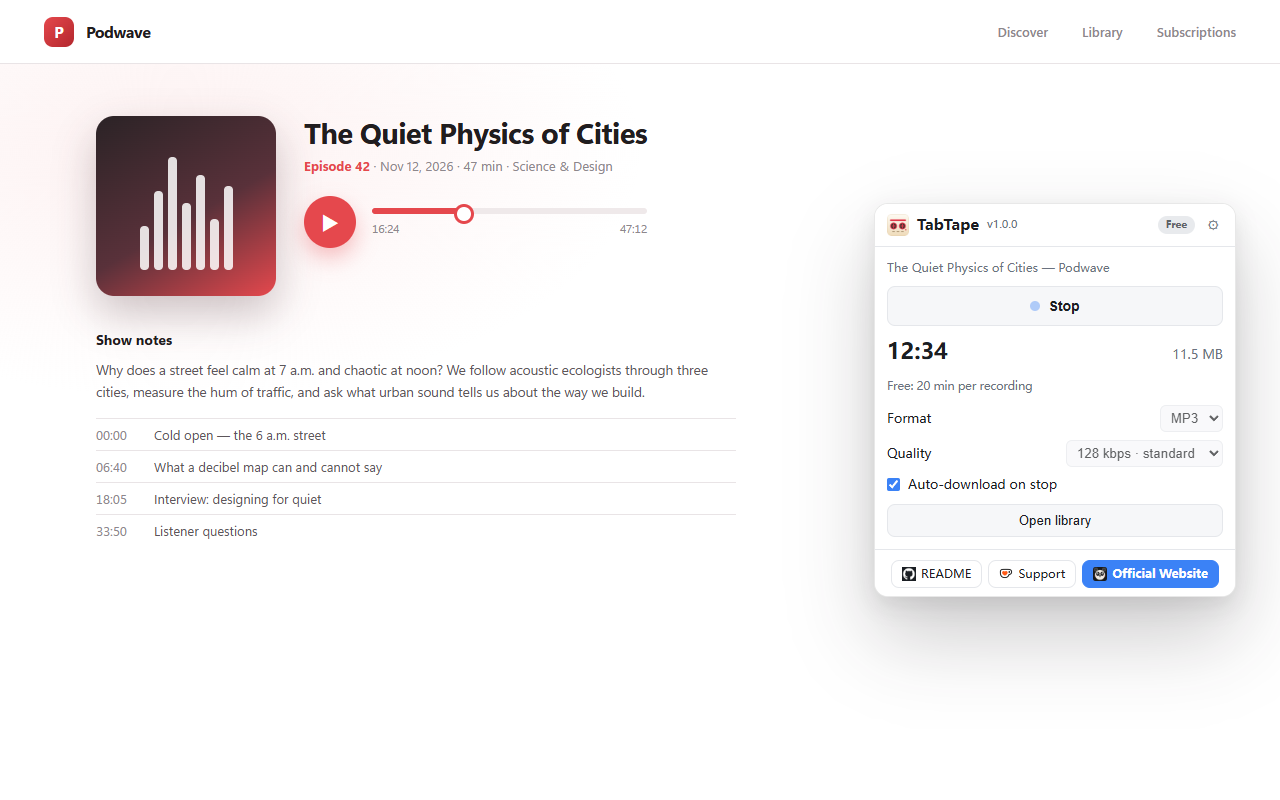 P Podwave
Discover Library Subscriptions
The Quiet Physics of Cities
Episode 42 · Nov 12, 2026 · 47 min · Science & Design
16:24 47:12
Show notes
Why does a street feel calm at 7 a.m. and chaotic at noon? We follow acoustic ecologists through three
cities, measure the hum of traffic, and ask what urban sound tells us about the way we build.
00:00 Cold open — the 6 a.m. street
06:40 What a decibel map can and cannot say
18:05 Interview: designing for quiet
33:50 Listener questions
TabTape v1.0.0 Free
The Quiet Physics of Cities — Podwave
Stop
12:34 11.5 MB
Free: 20 min per recording
Format MP3
Quality 128 kbps · standard
Auto-download on stop
Open library
README Support Official Website